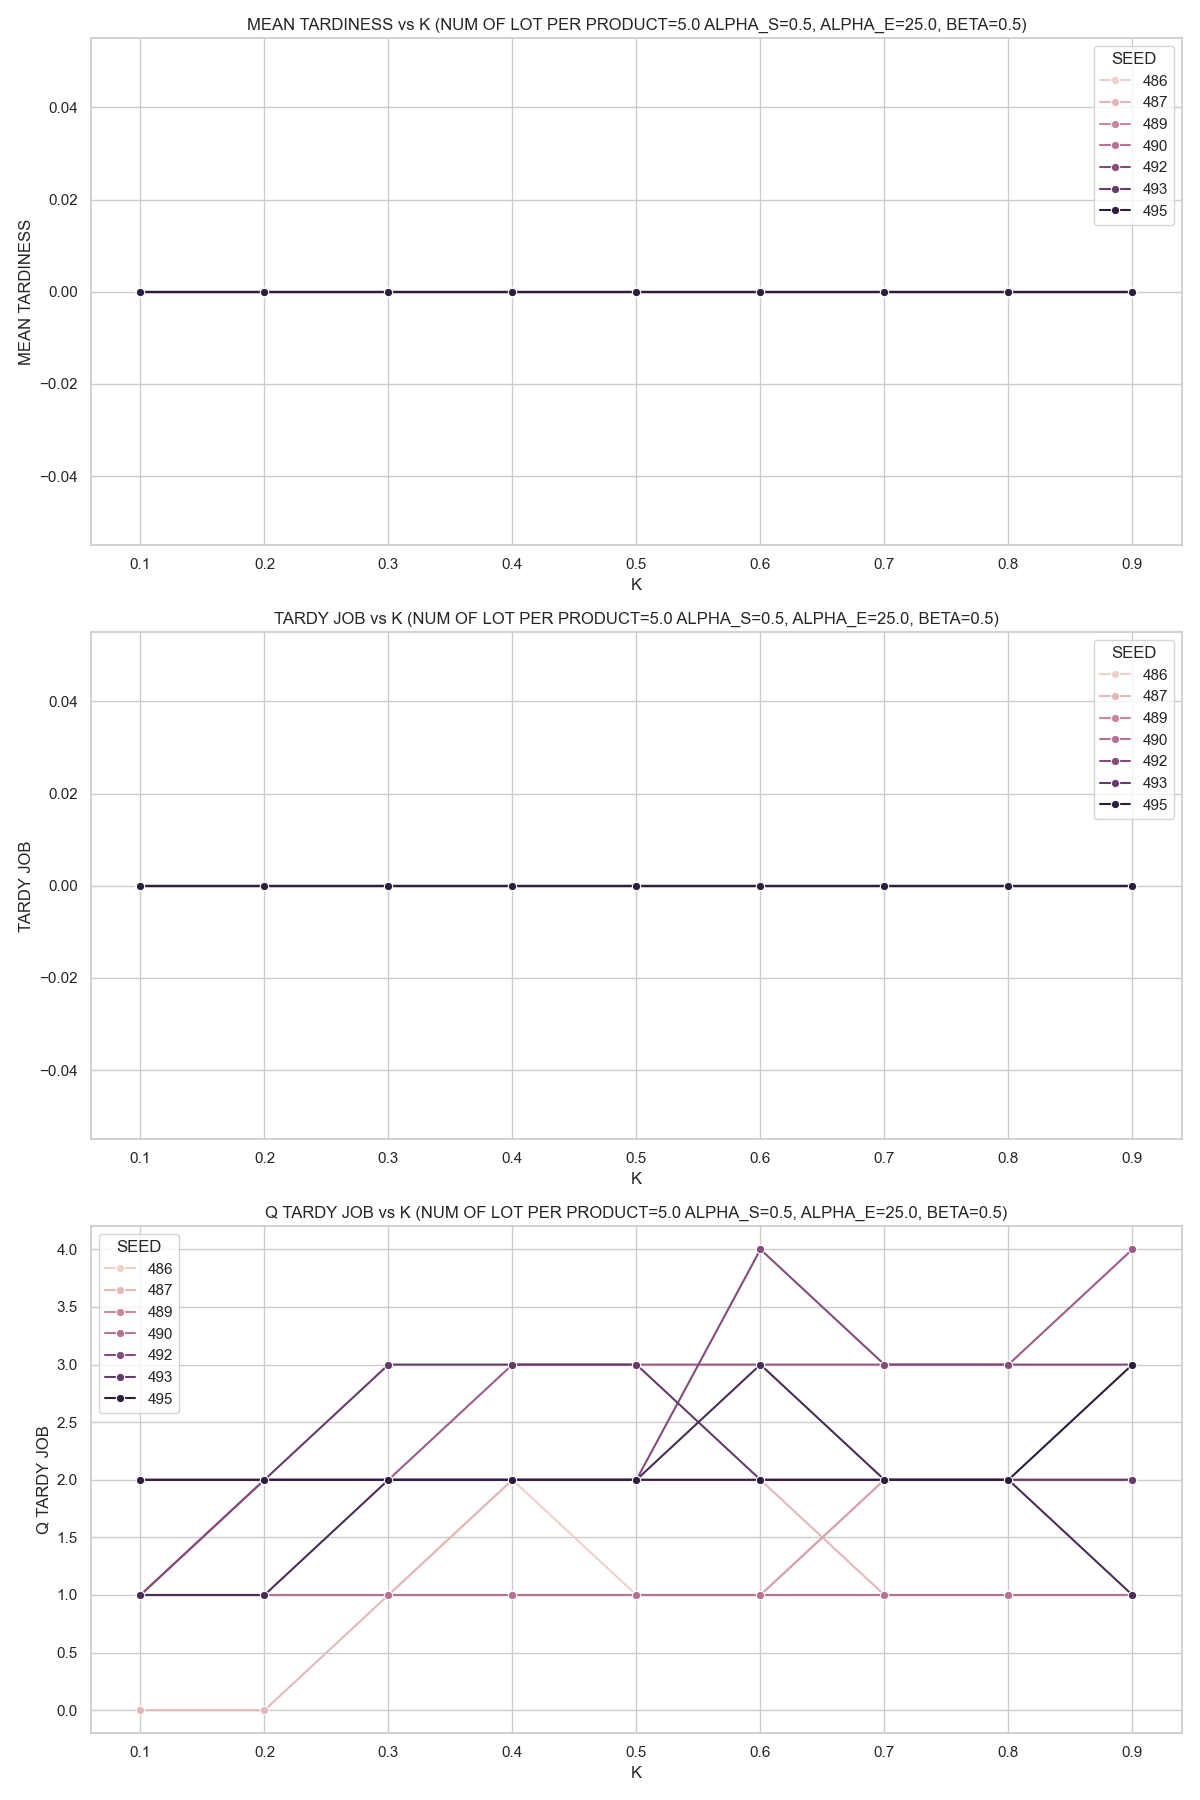 MEAN TARDINESS vs K (NUM OF LOT PER PRODUCT=5.0 ALPHA_S=0.5, ALPHA_E=25.0, BETA=0.5)
SEED
486
487
489
490
492
493
495
0.04
0.02
0.00
−0.02
−0.04
MEAN TARDINESS
0.1 0.2 0.3 0.4 0.5 0.6 0.7 0.8 0.9
K
TARDY JOB vs K (NUM OF LOT PER PRODUCT=5.0 ALPHA_S=0.5, ALPHA_E=25.0, BETA=0.5)
SEED
486
487
489
490
492
493
495
0.04
0.02
0.00
−0.02
−0.04
TARDY JOB
0.1 0.2 0.3 0.4 0.5 0.6 0.7 0.8 0.9
K
Q TARDY JOB vs K (NUM OF LOT PER PRODUCT=5.0 ALPHA_S=0.5, ALPHA_E=25.0, BETA=0.5)
SEED
486
487
489
490
492
493
495
4.0
3.5
3.0
2.5
2.0
1.5
1.0
0.5
0.0
Q TARDY JOB
0.1 0.2 0.3 0.4 0.5 0.6 0.7 0.8 0.9
K